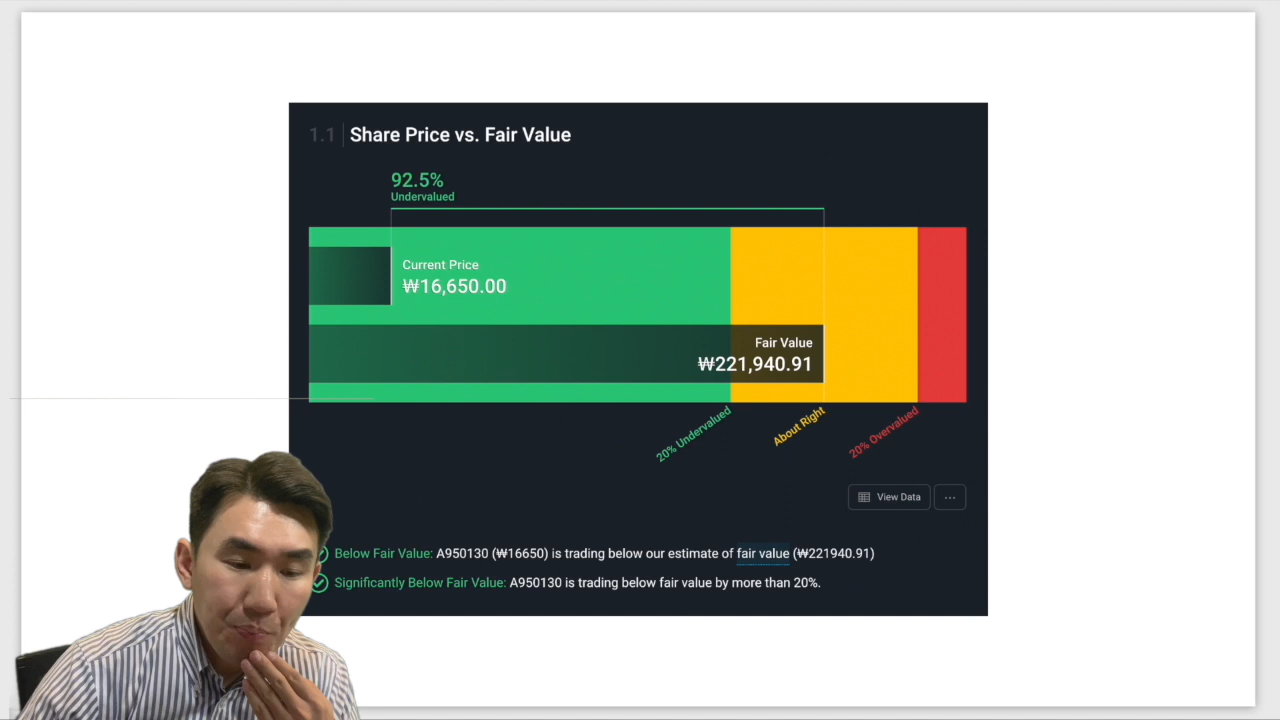 1.1 Share Price vs. Fair Value
92.5%
Undervalued
Current Price
₩16,650.00
Fair Value
₩221,940.91
20% Undervalued
About Right
20% Overvalued
View Data
...
Below Fair Value: A950130 (₩16650) is trading below our estimate of fair value (₩221940.91)
Significantly Below Fair Value: A950130 is trading below fair value by more than 20%.